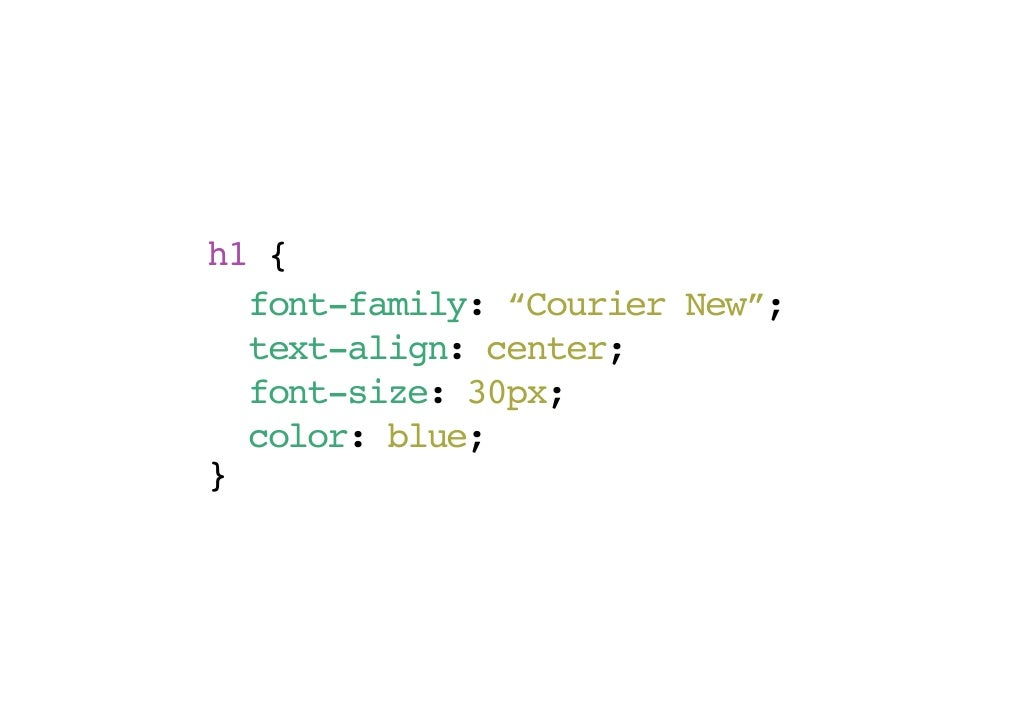 h1 {
  font-family: “Courier New”;
  text-align: center;
  font-size: 30px;
  color: blue;
}